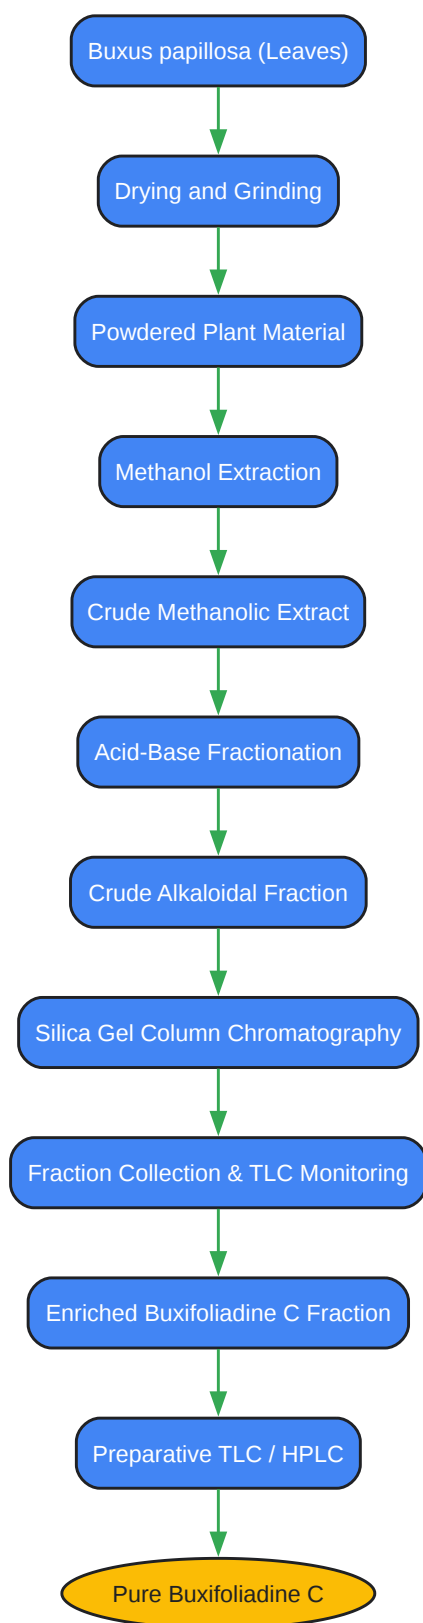 Buxus papillosa (Leaves)
Drying and Grinding
Powdered Plant Material
Methanol Extraction
Crude Methanolic Extract
Acid-Base Fractionation
Crude Alkaloidal Fraction
Silica Gel Column Chromatography
Fraction Collection & TLC Monitoring
Enriched Buxifoliadine C Fraction
Preparative TLC / HPLC
Pure Buxifoliadine C